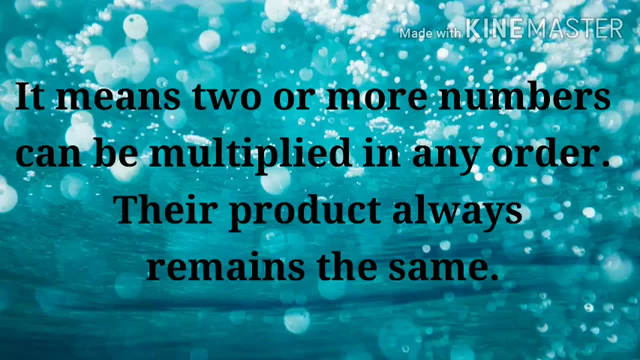 Made with KINEMASTER
It means two or more numbers
can be multiplied in any order.
Their product always
remains the same.